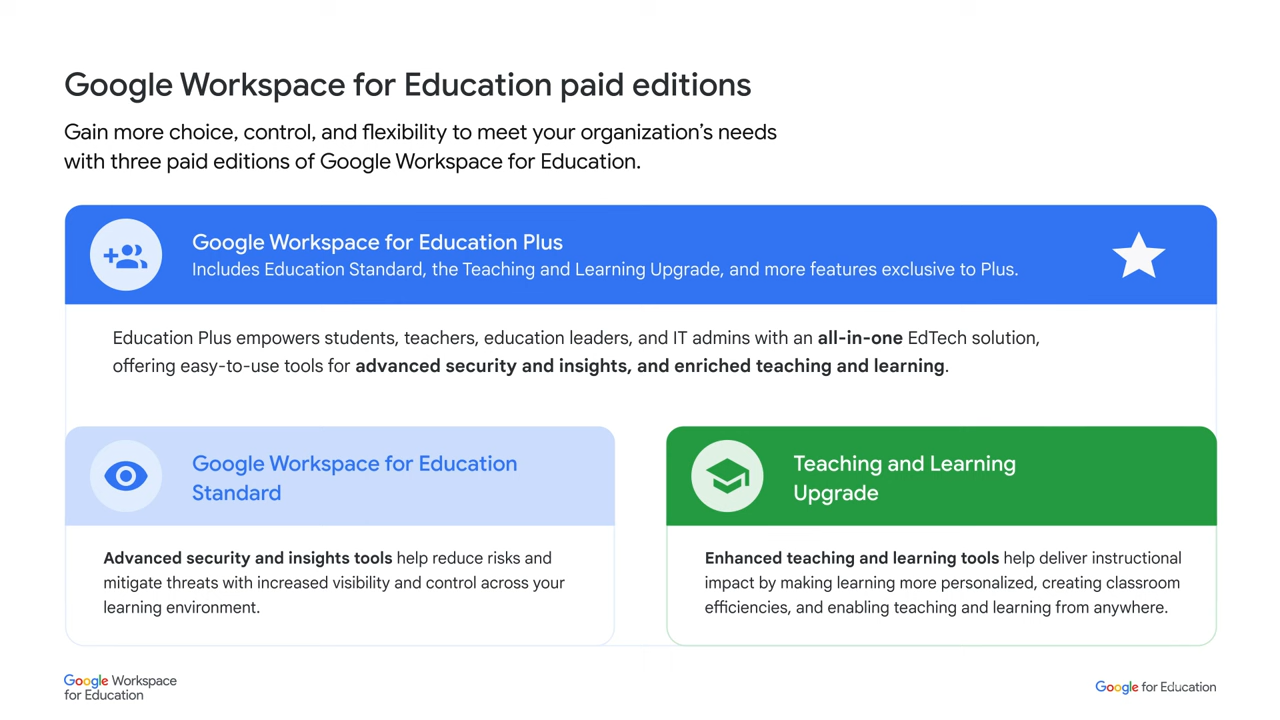 Google Workspace for Education paid editions
Gain more choice, control, and flexibility to meet your organization’s needs
with three paid editions of Google Workspace for Education.
Google Workspace for Education Plus
Includes Education Standard, the Teaching and Learning Upgrade, and more features exclusive to Plus.
Education Plus empowers students, teachers, education leaders, and IT admins with an all-in-one EdTech solution,
offering easy-to-use tools for advanced security and insights, and enriched teaching and learning.
Google Workspace for Education
Standard
Advanced security and insights tools help reduce risks and
mitigate threats with increased visibility and control across your
learning environment.
Teaching and Learning
Upgrade
Enhanced teaching and learning tools help deliver instructional
impact by making learning more personalized, creating classroom
efficiencies, and enabling teaching and learning from anywhere.
Google Workspace
for Education
Google for Education